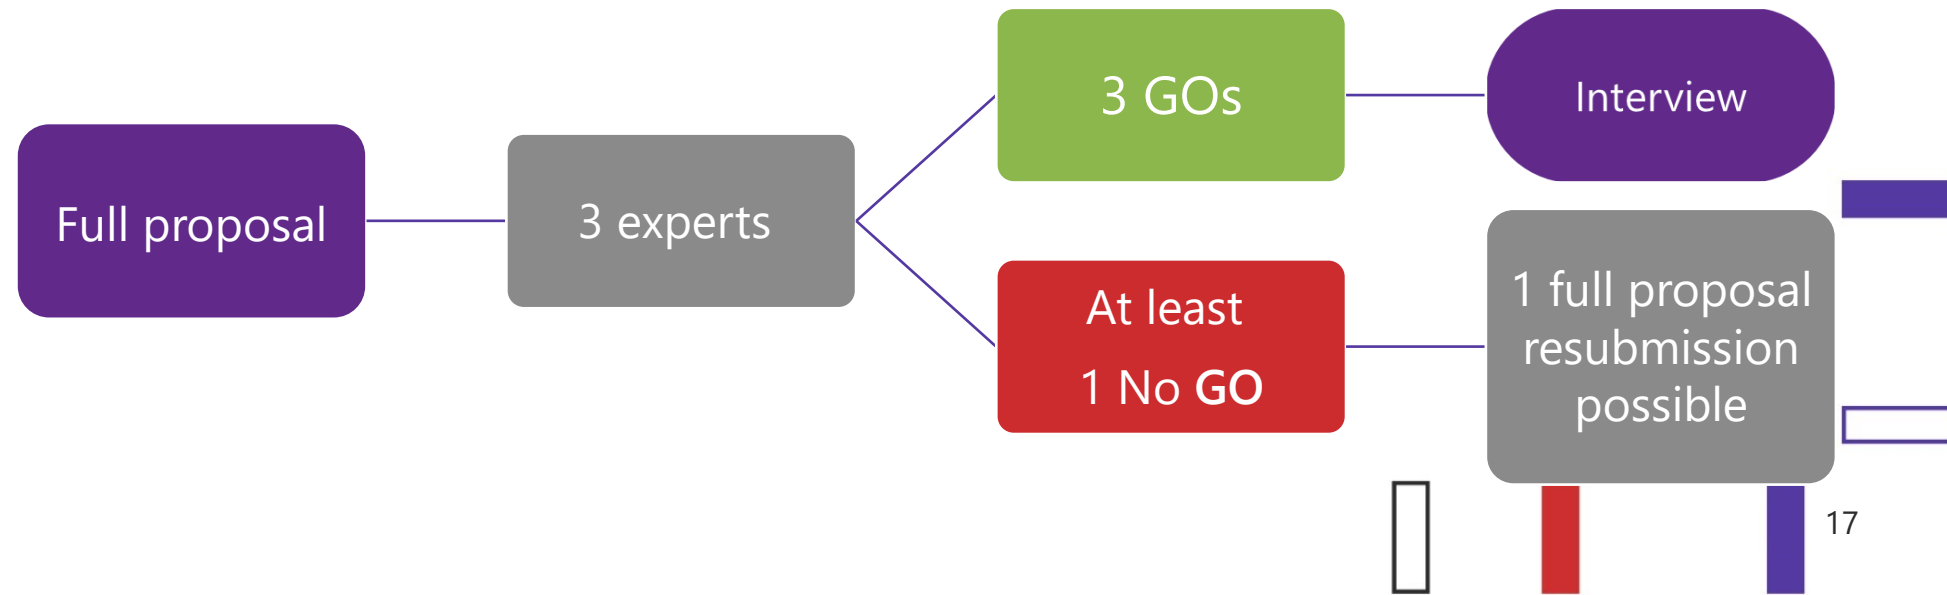 Full proposal
3 experts
3 GOs
Interview
At least
1 No GO
1 full proposal
resubmission
possible
17